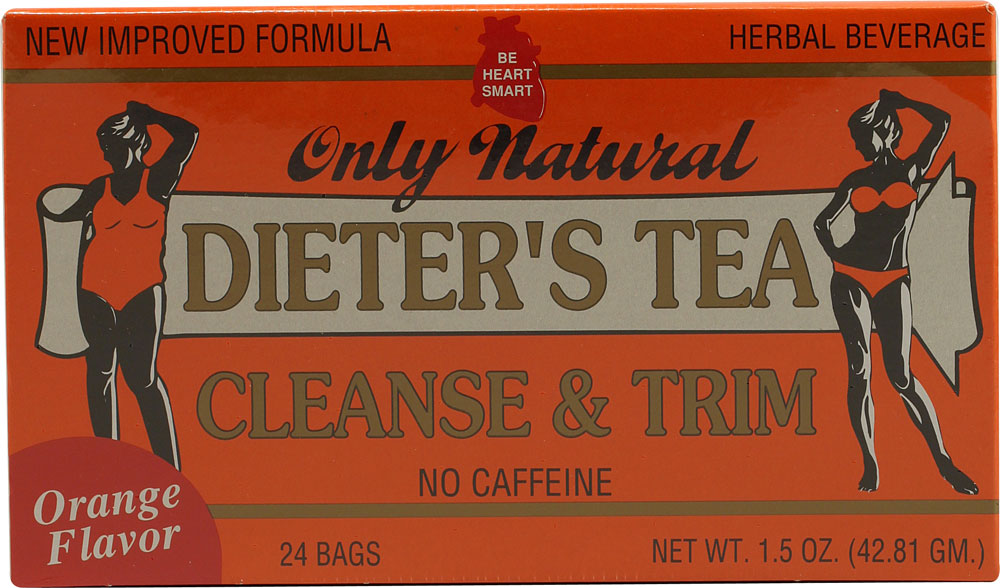 NEW IMPROVED FORMULA
HERBAL BEVERAGE
BE
HEART
SMART
Only Natural
DIETER'S TEA
CLEANSE & TRIM
NO CAFFEINE
Orange
Flavor
24 BAGS
NET WT. 1.5 OZ. (42.81 GM.)